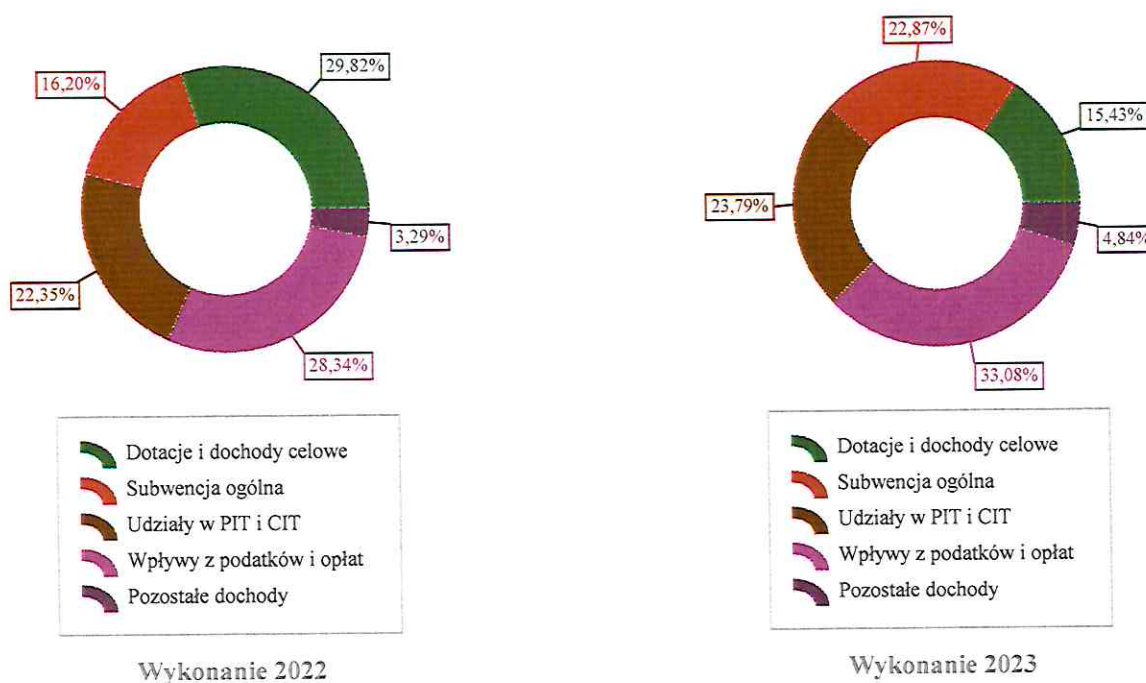 16,20%
29,82%
22,35%
3,29%
28,34%
Dotacje i dochody celowe
Subwencja ogólna
Udziały w PIT i CIT
Wpływy z podatków i opłat
Pozostałe dochody
Wykonanie 2022
22,87%
15,43%
23,79%
4,84%
33,08%
Dotacje i dochody celowe
Subwencja ogólna
Udziały w PIT i CIT
Wpływy z podatków i opłat
Pozostałe dochody
Wykonanie 2023